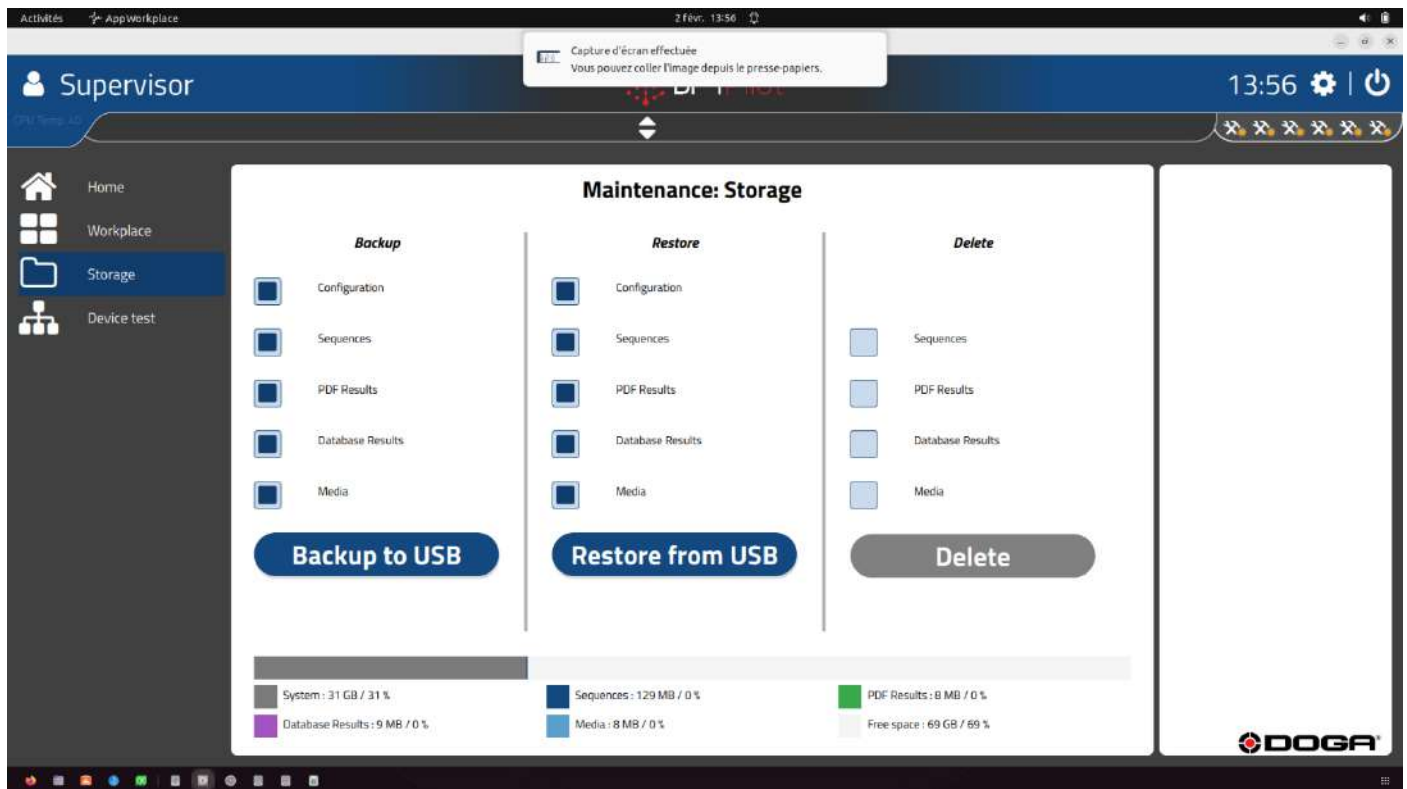 Activités AppWorkplace 2 févr. 13:56
Capture d'écran effectuée
Vous pouvez coller l'image depuis le presse-papiers.
Supervisor 13:56
CPU Temp. 40
Home
Workplace
Storage
Device test
Maintenance: Storage
Backup
Configuration
Sequences
PDF Results
Database Results
Media
Backup to USB
Restore
Configuration
Sequences
PDF Results
Database Results
Media
Restore from USB
Delete
Sequences
PDF Results
Database Results
Media
Delete
System : 31 GB / 31 % Sequences : 129 MB / 0 % PDF Results : 8 MB / 0 %
Database Results : 9 MB / 0 % Media : 8 MB / 0 % Free space : 69 GB / 69 %
DOGA